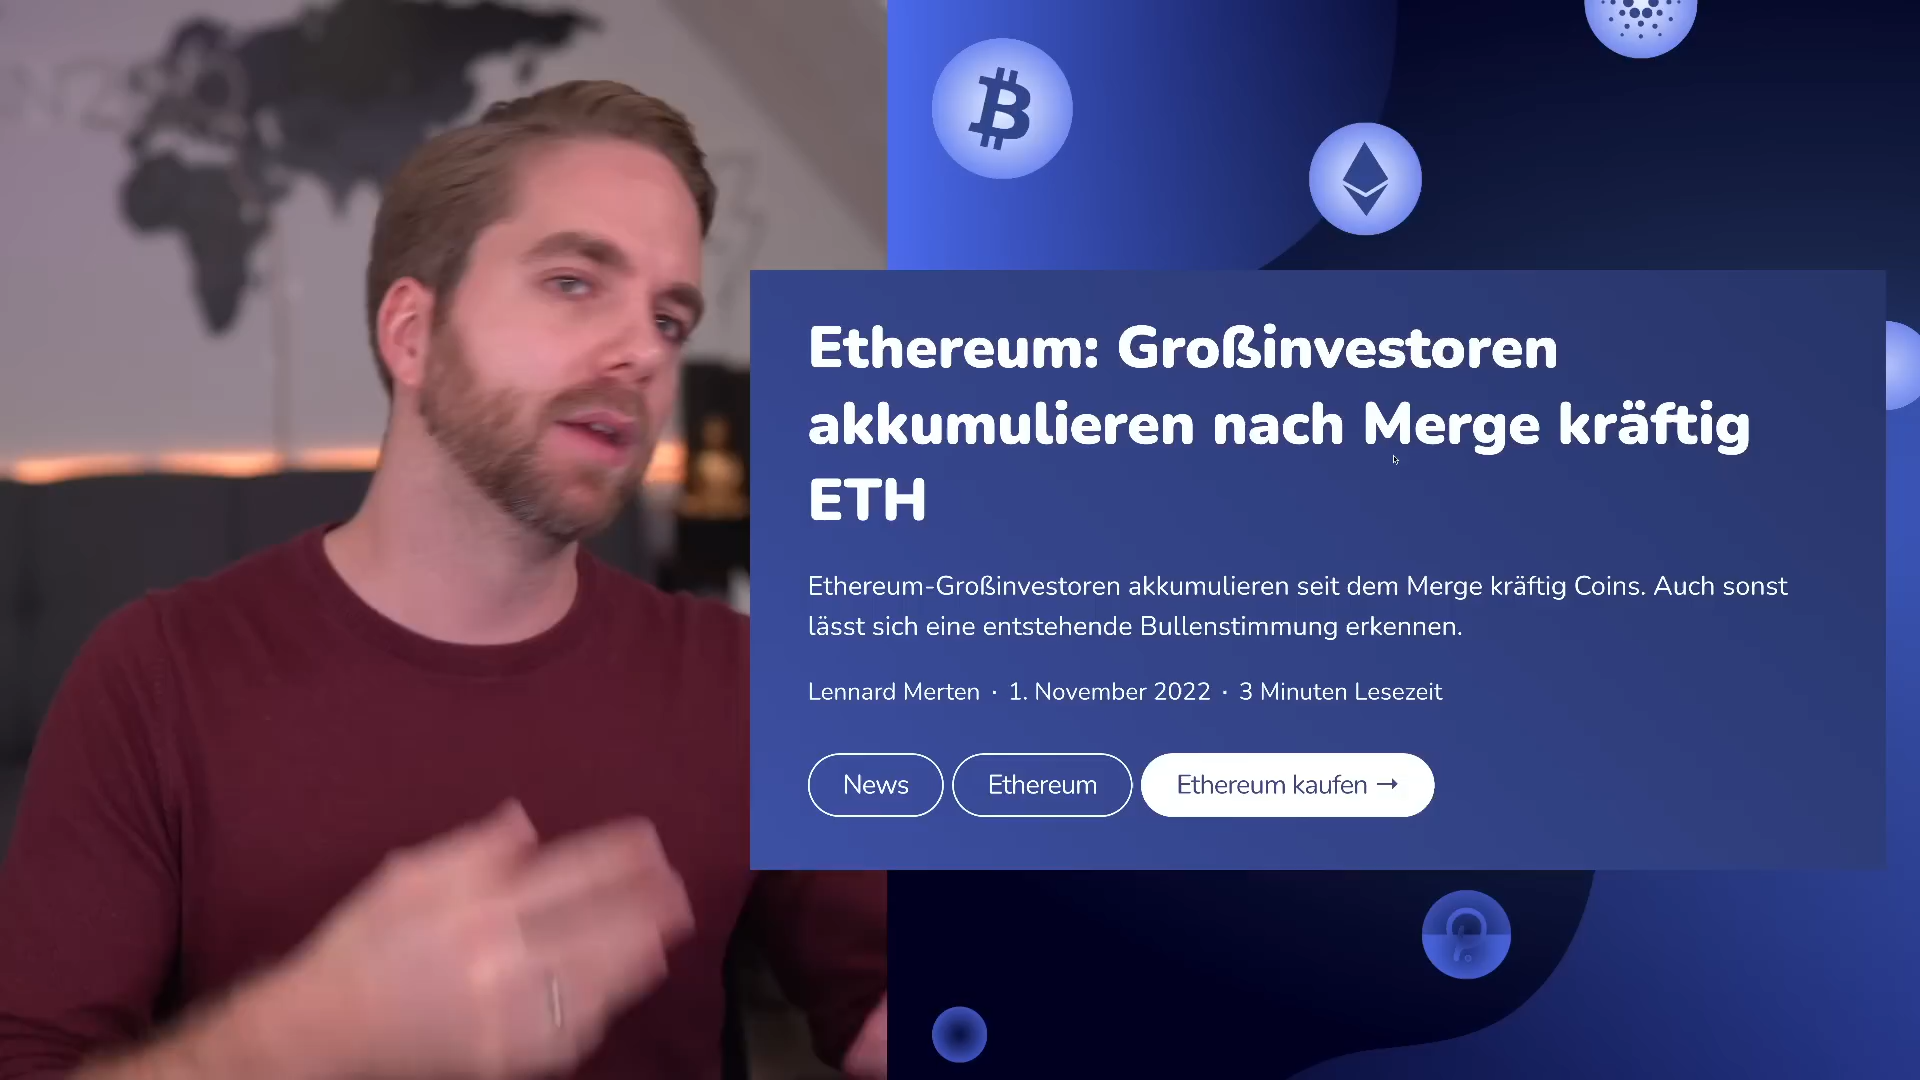 Ethereum: Großinvestoren
akkumulieren nach Merge kräftig
ETH
Ethereum-Großinvestoren akkumulieren seit dem Merge kräftig Coins. Auch sonst
lässt sich eine entstehende Bullenstimmung erkennen.
Lennard Merten · 1. November 2022 · 3 Minuten Lesezeit
News
Ethereum
Ethereum kaufen →